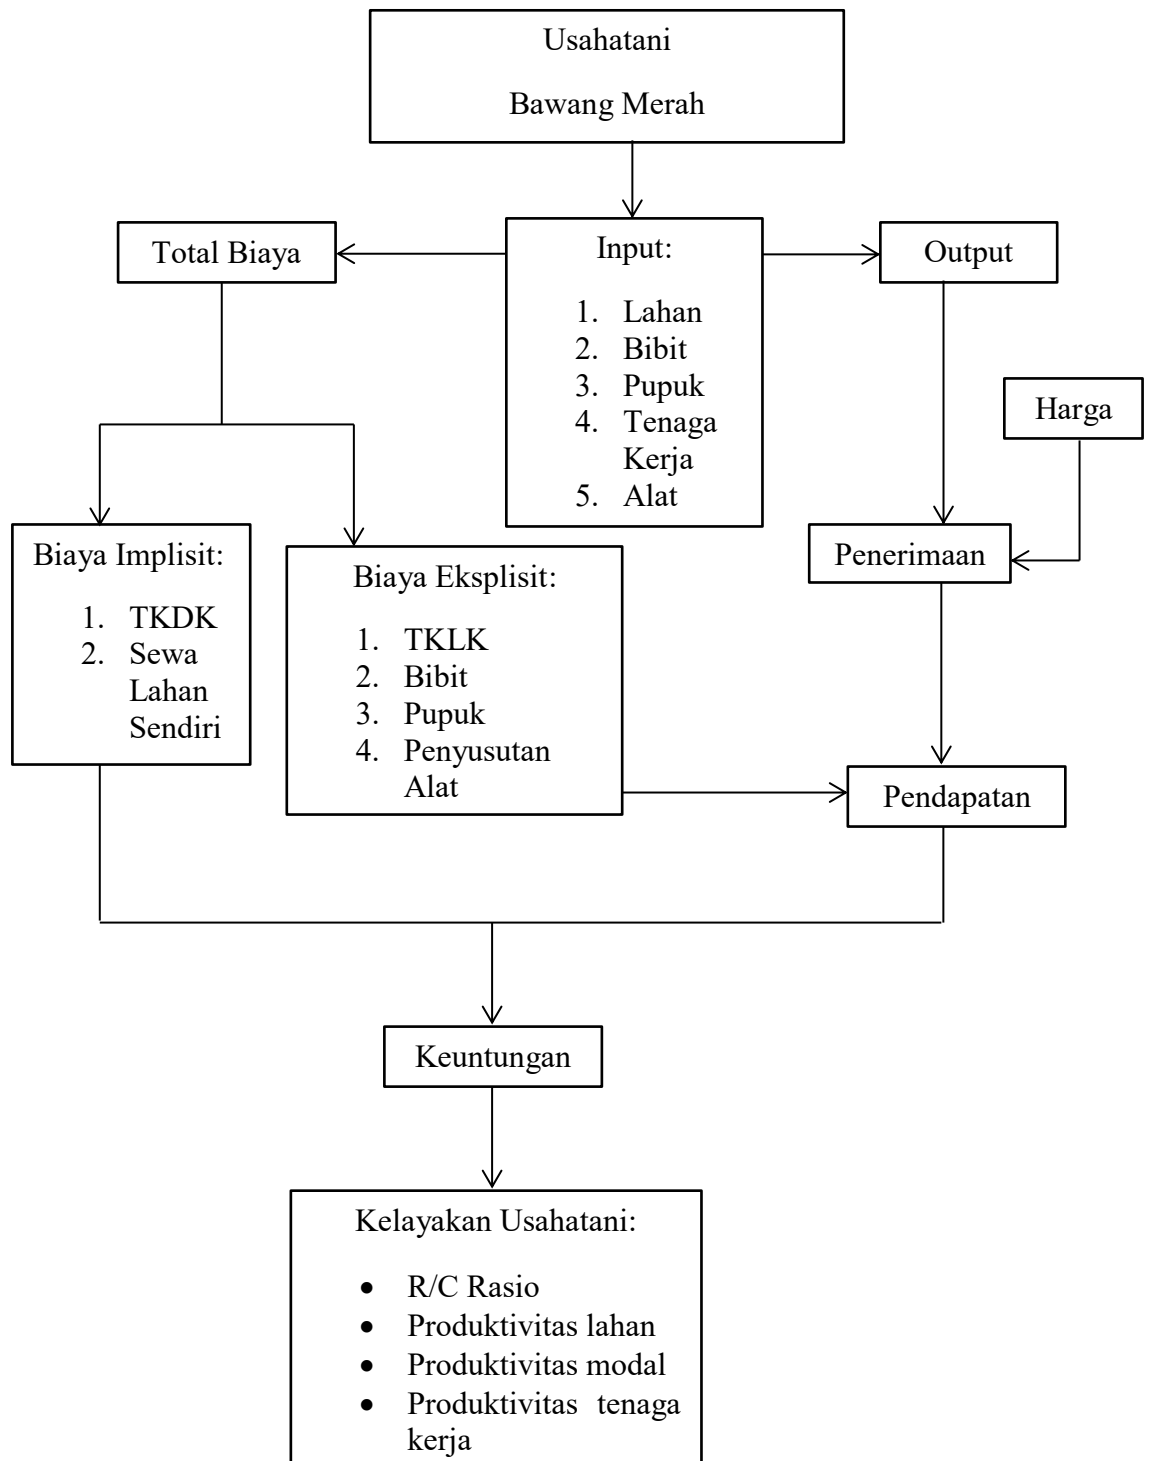 Usahatani
Bawang Merah
Total Biaya
Input:
1. Lahan
2. Bibit
3. Pupuk
4. Tenaga
Kerja
5. Alat
Output
Harga
Biaya Implisit:
1. TKDK
2. Sewa
Lahan
Sendiri
Biaya Eksplisit:
1. TKLK
2. Bibit
3. Pupuk
4. Penyusutan
Alat
Penerimaan
Pendapatan
Keuntungan
Kelayakan Usahatani:
• R/C Rasio
• Produktivitas lahan
• Produktivitas modal
• Produktivitas tenaga
kerja